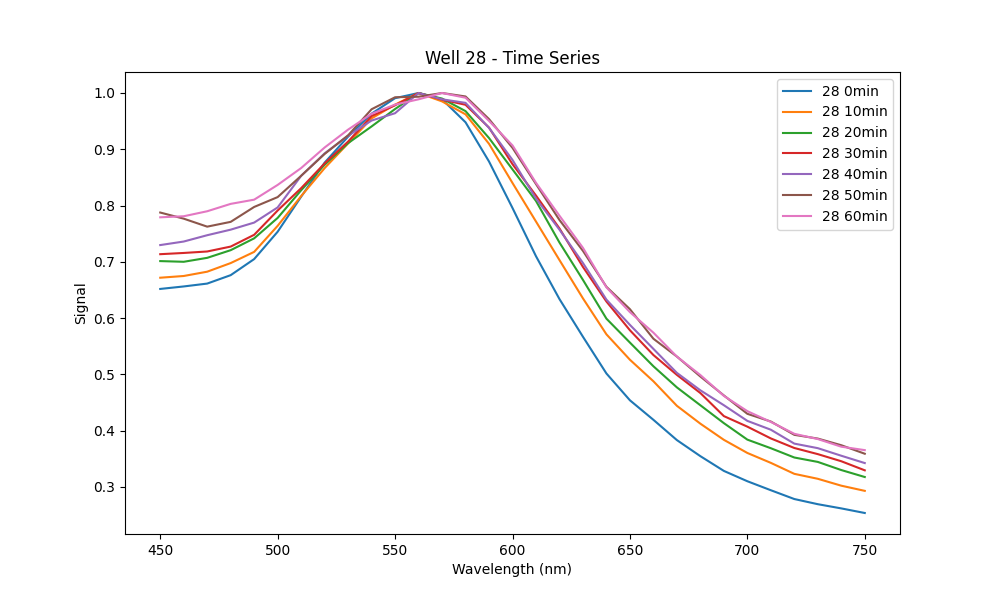 Well 28 - Time Series
1.0
0.9
0.8
0.7
0.6
0.5
0.4
0.3
Signal
450
500
550
600
650
700
750
Wavelength (nm)
28 0min
28 10min
28 20min
28 30min
28 40min
28 50min
28 60min